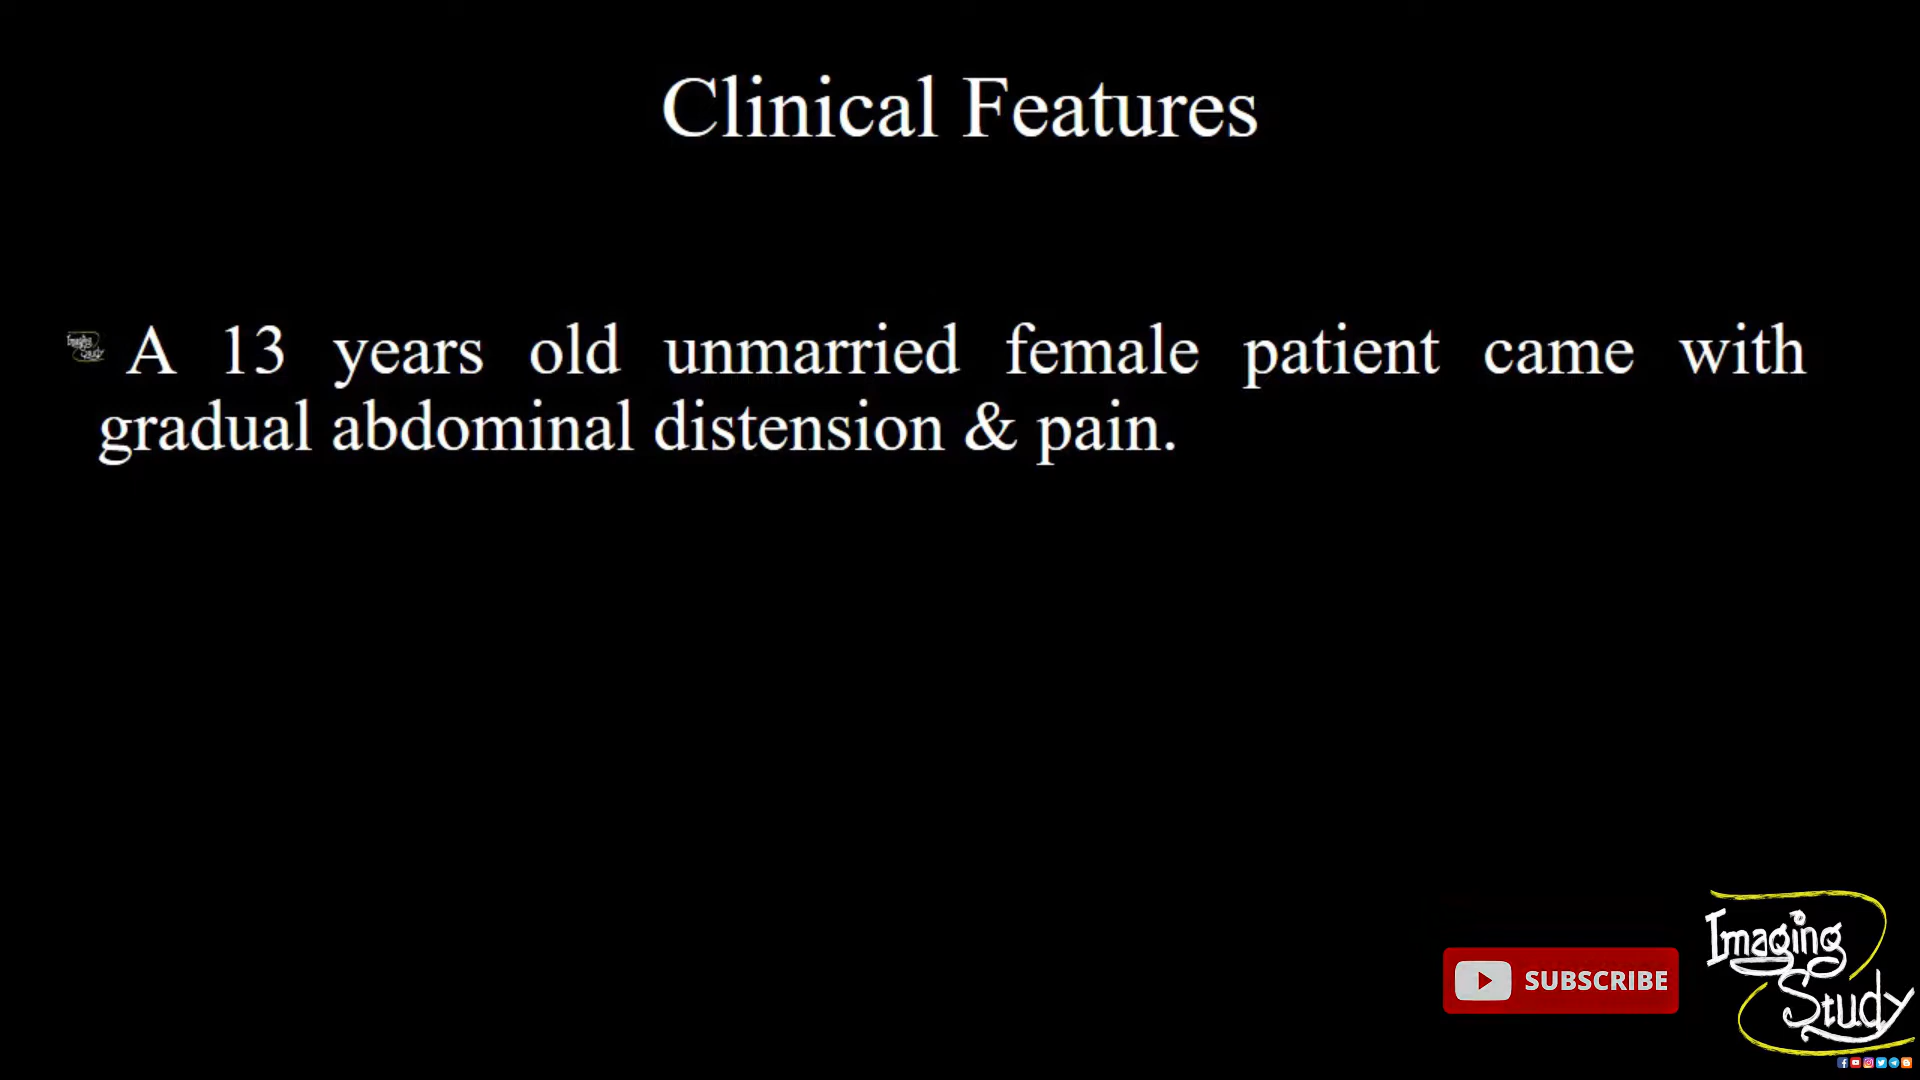 Clinical Features
A 13 years old unmarried female patient came with
gradual abdominal distension & pain.
SUBSCRIBE
Imaging
Study